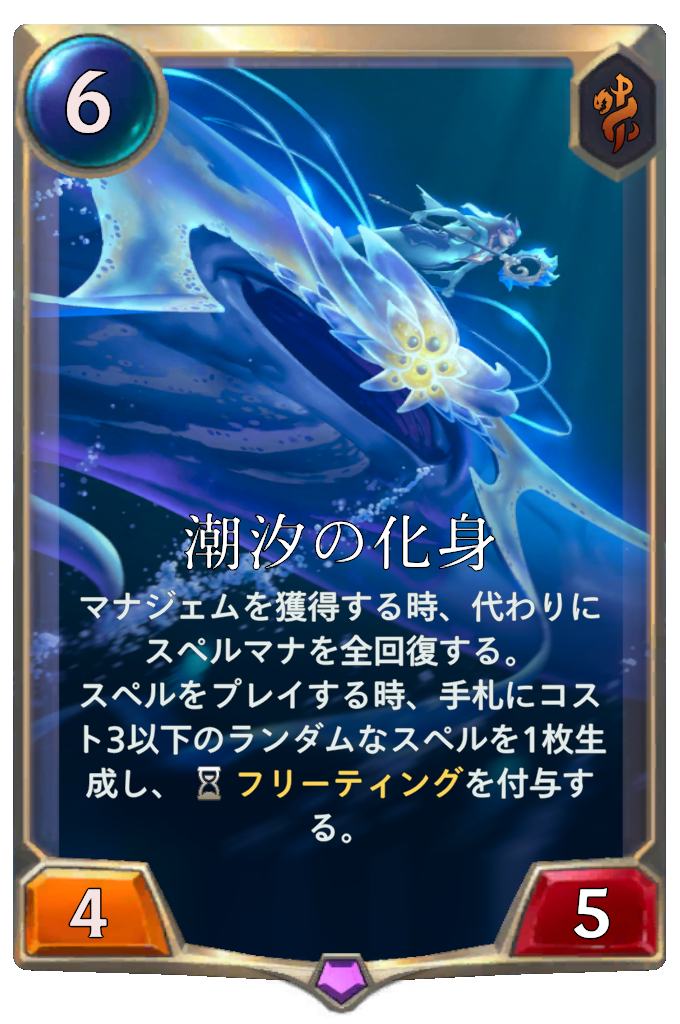 6
潮汐の化身
マナジェムを獲得する時、代わりに
スペルマナを全回復する。
スペルをプレイする時、手札にコス
ト3以下のランダムなスペルを1枚生
成し、 フリーティングを付与す
る。
4
5